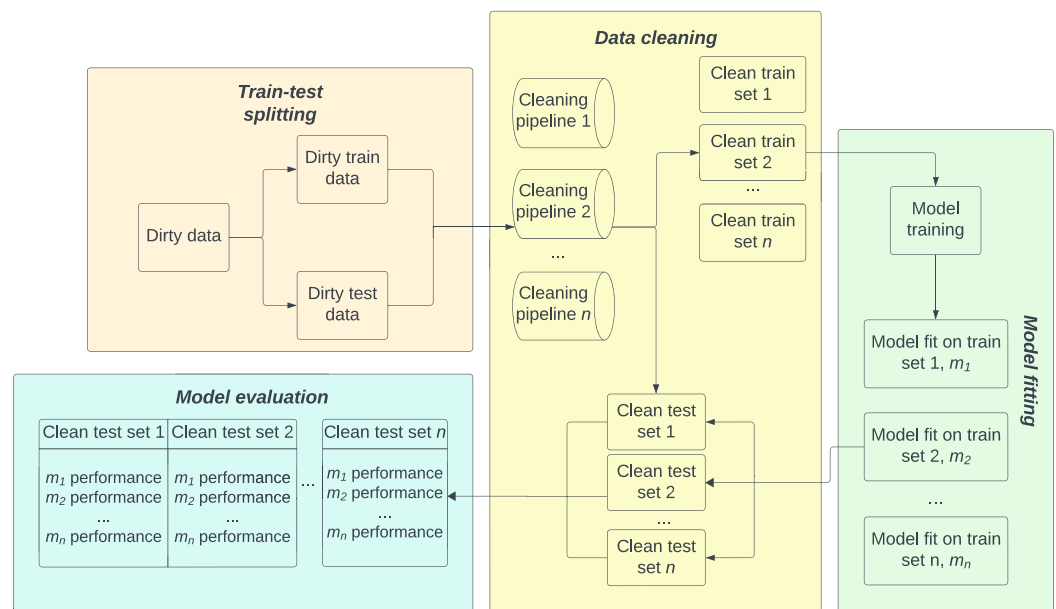 Train-test
splitting
Dirty data
Dirty train
data
Dirty test
data
Data cleaning
Cleaning
pipeline 1
Cleaning
pipeline 2
...
Cleaning
pipeline n
Clean train
set 1
Clean train
set 2
...
Clean train
set n
Clean test
set 1
Clean test
set 2
...
Clean test
set n
Model fitting
Model
training
Model fit on train
set 1, m1
Model fit on train
set 2, m2
...
Model fit on train
set n, mn
Model evaluation
Clean test set 1
m1 performance
m2 performance
...
mn performance
Clean test set 2
m1 performance
m2 performance
...
mn performance
...
Clean test set n
m1 performance
m2 performance
...
mn performance